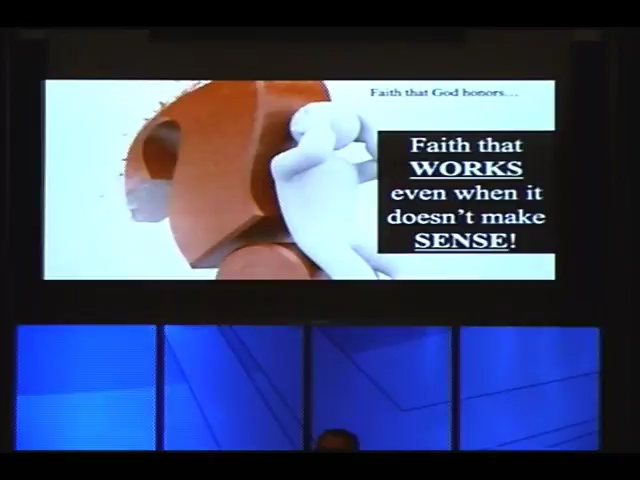 Faith that God honors...
Faith that
WORKS
even when it
doesn't make
SENSE!